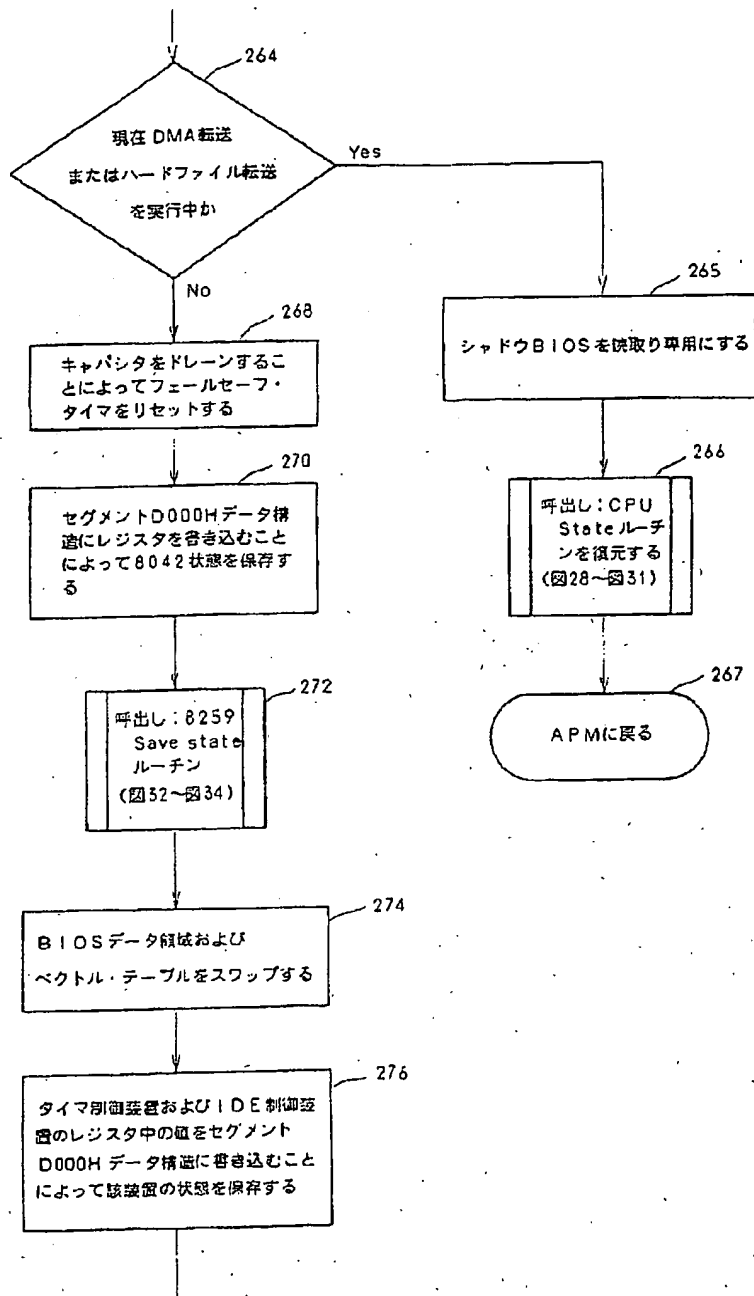 264
現在DMA転送
またはハードファイル転送
を実行中か
Yes
No
265
シャドウBIOSを読取り専用にする
268
キャパシタをドレーンするこ
とによってフェールセーフ・
タイマをリセットする
266
呼出し:CPU
Stateルーチ
ンを復元する
(図28~図31)
270
セグメントD000Hデータ構
造にレジスタを書き込むこと
によって8042状態を保存す
る
267
APMに戻る
272
呼出し:8259
Save state
ルーチン
(図32~図34)
274
BIOSデータ領域および
ベクトル・テーブルをスワップする
276
タイマ制御装置およびIDE制御装
置のレジスタ中の値をセグメント
D000Hデータ構造に書き込むこと
によって該装置の状態を保存する